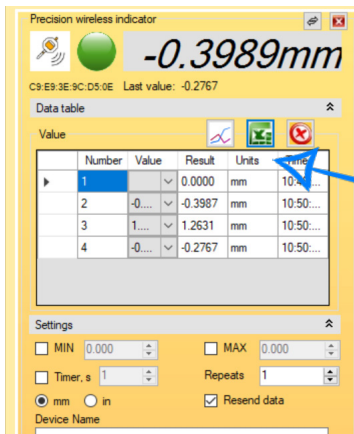 Precision wireless indicator
-0.3989mm
C9:E9:3E:9C:D5:0E Last value: -0.2767
Data table
Value
Number Value Result Units
1 0.0000 mm
2 -0.... -0.3987 mm 10:50:...
3 1.... 1.2631 mm 10:50:...
4 -0.... -0.2767 mm 10:50:...
Settings
MIN 0.000 MAX 0.000
Timer, s 1 Repeats 1
mm in Resend data
Device Name